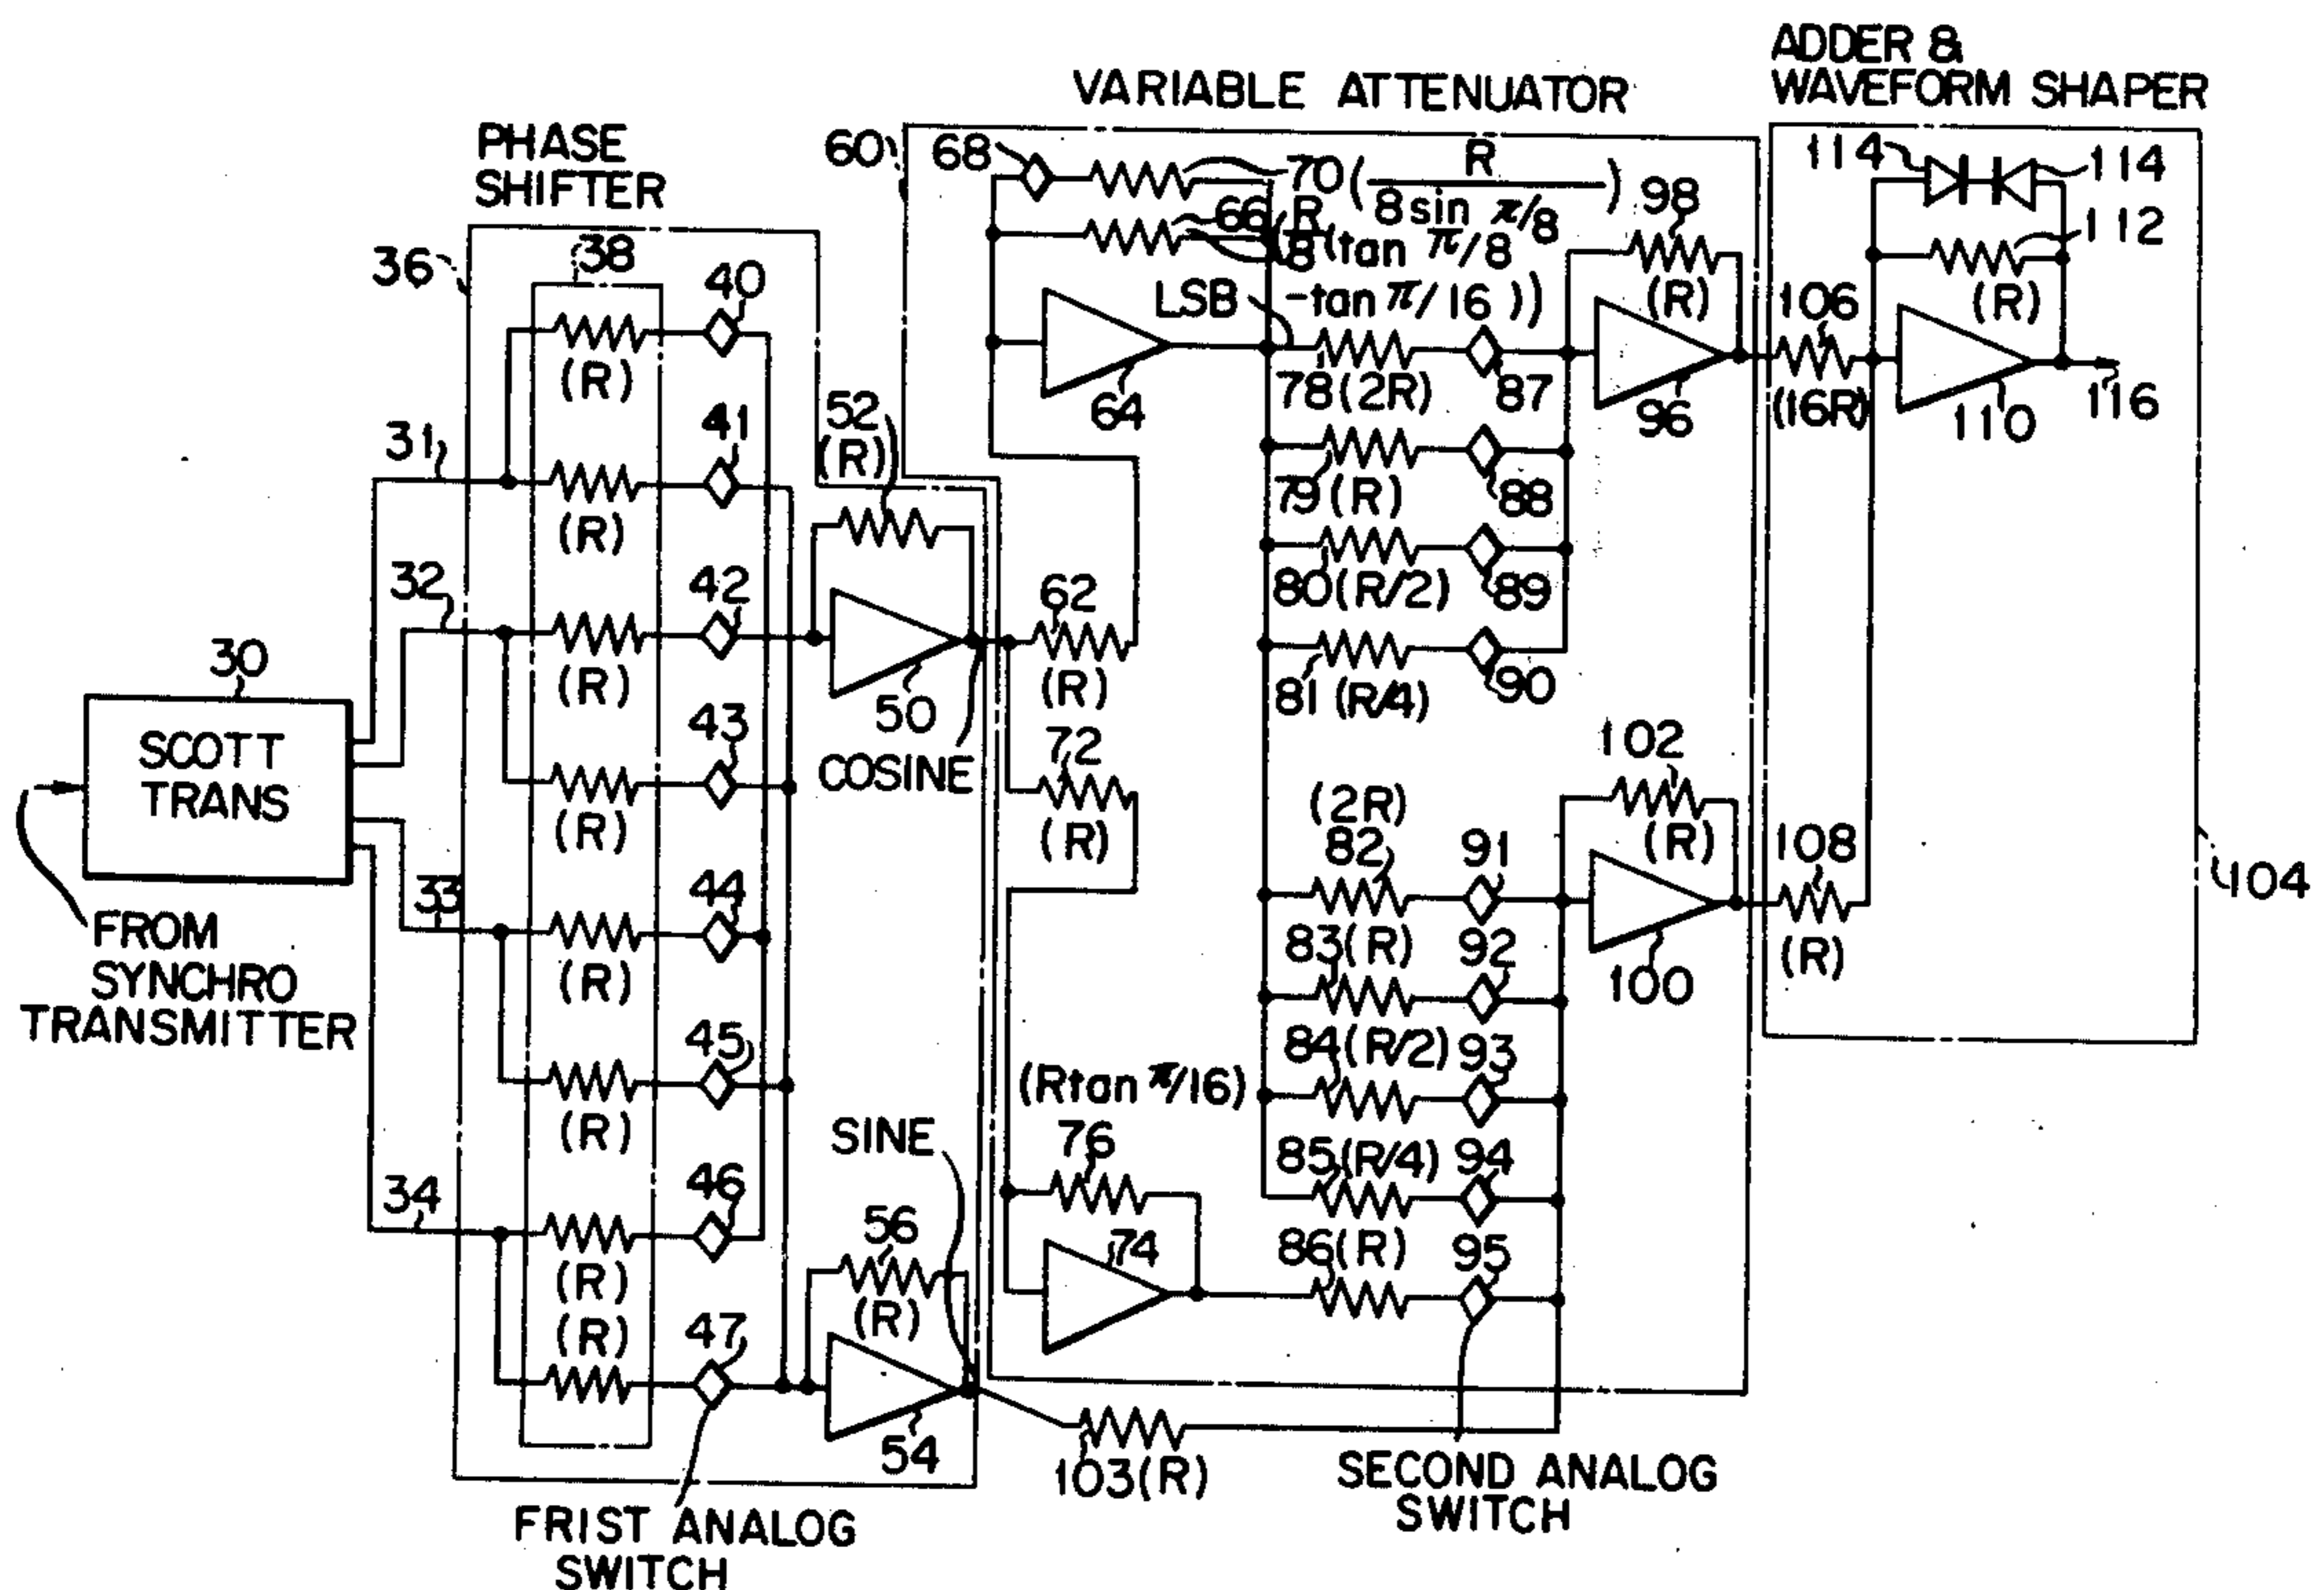 ADDER &
WAVEFORM SHAPER
VARIABLE ATTENUATOR
PHASE
SHIFTER
60
68
70 ( R / 8 sin π/8 )
98
114
114
66 ( R/8 (tan π/8
-tan π/16 ))
112
36
38
40
LSB
(R)
106
(R)
(R)
64
78 (2R)
87
96
(16R)
110
116
31
41
52
(R)
(R)
79 (R)
88
32
42
62
80 (R/2)
89
30
(R)
50
(R)
81 (R/4)
90
SCOTT
TRANS
43
COSINE
72
102
(R)
(R)
(2R)
82
91
(R)
108
33
44
83 (R)
92
100
(R)
104
FROM
SYNCHRO
TRANSMITTER
(R)
45
84 (R/2)
93
(Rtan π/16)
(R)
SINE
76
85 (R/4)
94
34
46
56
74
86 (R)
95
(R)
(R)
(R)
47
54
103 (R)
SECOND ANALOG
SWITCH
FRIST ANALOG
SWITCH